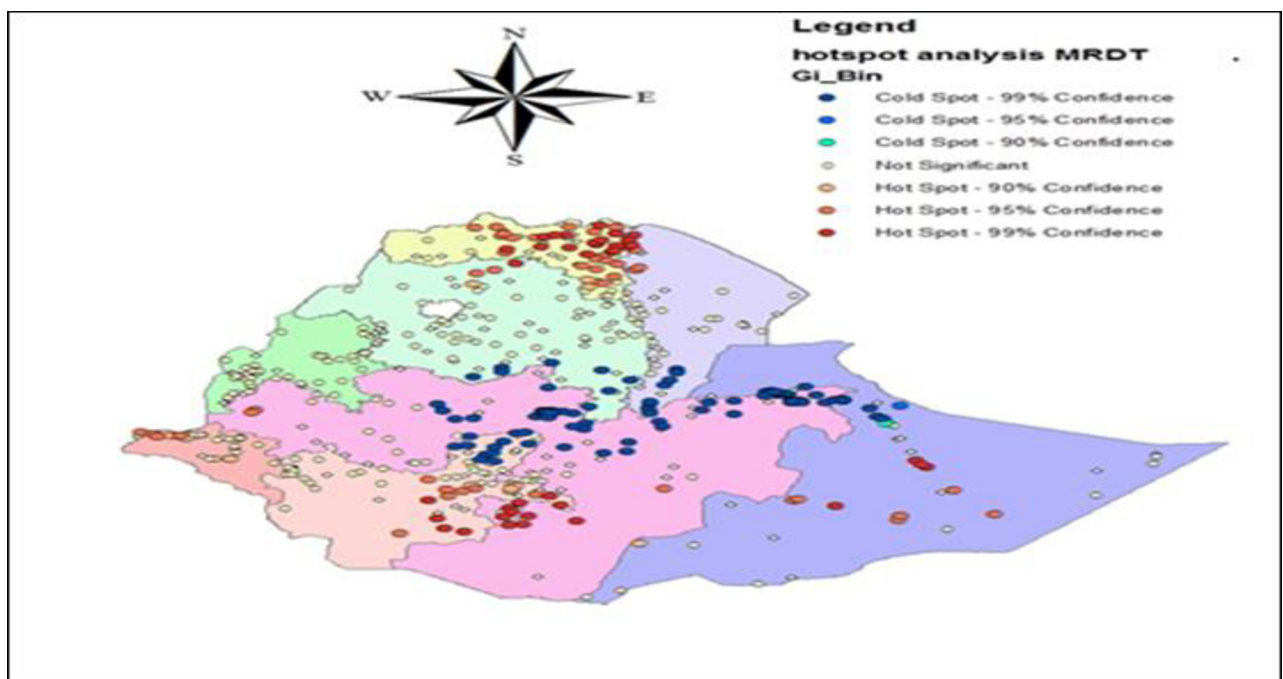 N
W E
S
Legend
hotspot analysis MRDT
Gi_Bin
Cold Spot - 99% Confidence
Cold Spot - 95% Confidence
Cold Spot - 90% Confidence
Not Significant
Hot Spot - 90% Confidence
Hot Spot - 95% Confidence
Hot Spot - 99% Confidence